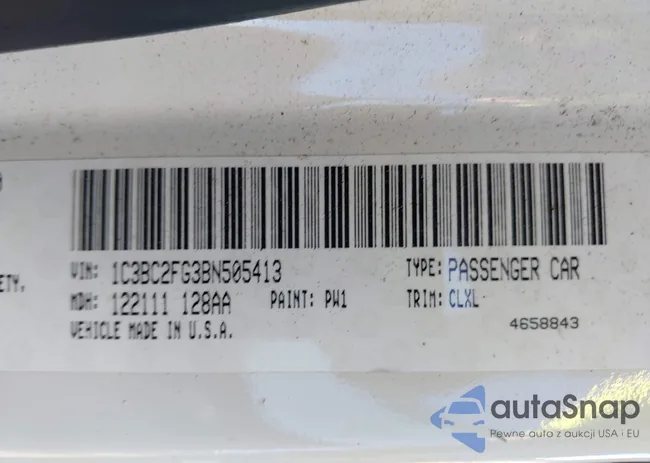 ETY,
VIN: 1C3BC2FG3BN505413 TYPE: PASSENGER CAR
MDH: 122111 128AA PAINT: PW1 TRIM: CLXL
VEHICLE MADE IN U.S.A. 4658843
autaSnap
Pewne auta z aukcji USA i EU